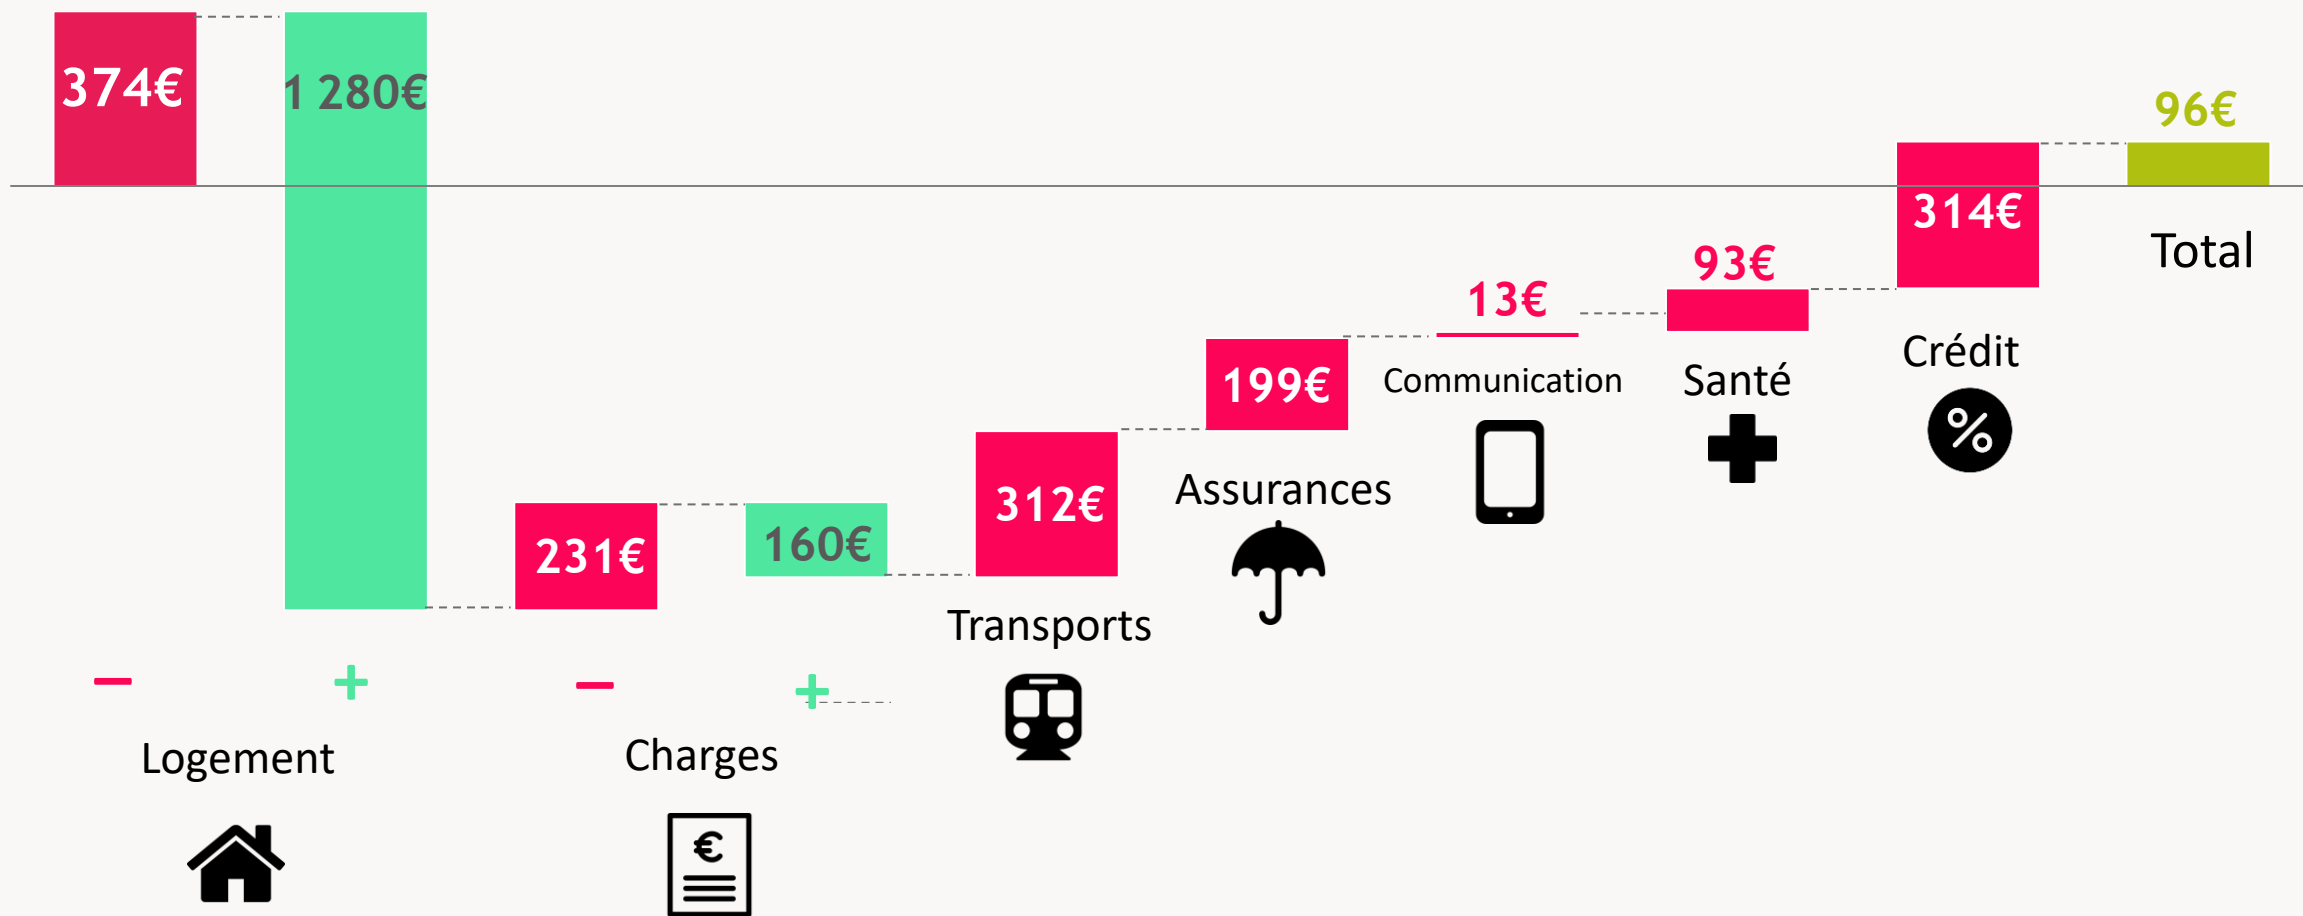 374€
1 280€
231€
160€
312€
199€
13€
93€
314€
96€
Total
Crédit
%
Santé
Communication
Assurances
Transports
−
+
−
+
Logement
Charges
€